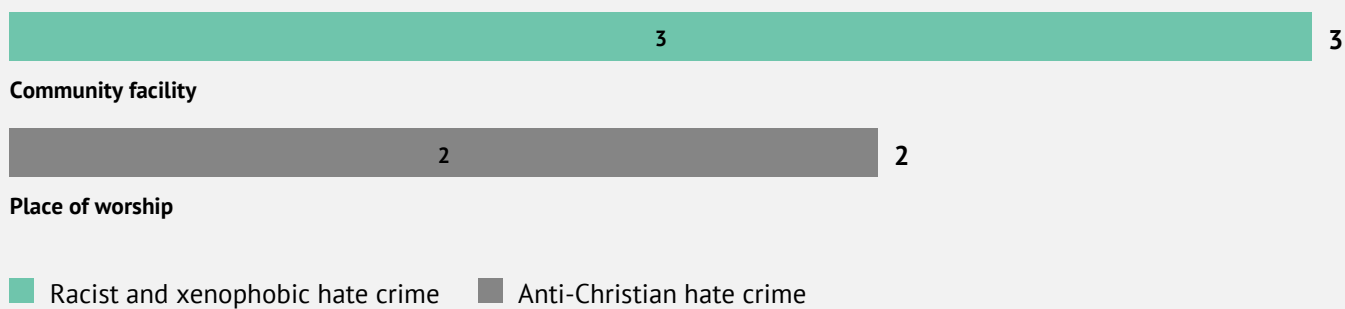 3 3
Community facility
2 2
Place of worship
Racist and xenophobic hate crime Anti-Christian hate crime